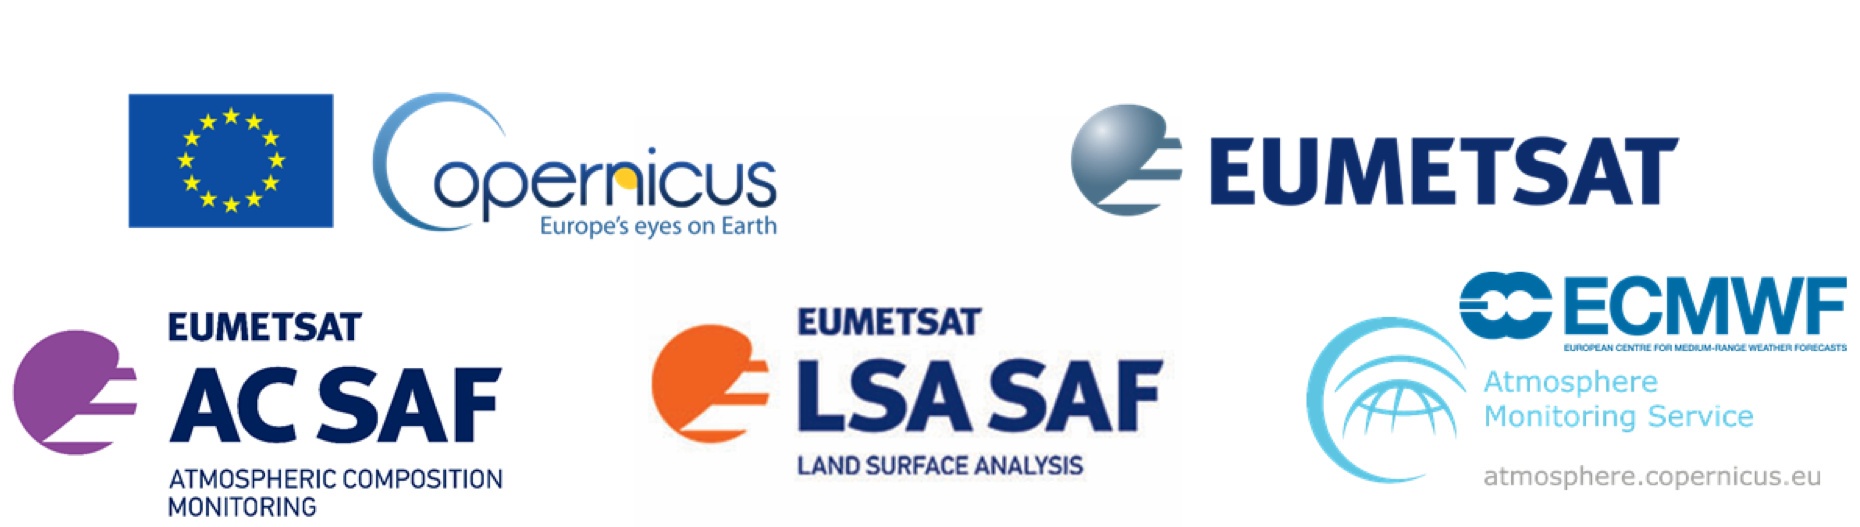 Copernicus
Europe's eyes on Earth
EUMETSAT
EUMETSAT
AC SAF
ATMOSPHERIC COMPOSITION
MONITORING
EUMETSAT
LSA SAF
LAND SURFACE ANALYSIS
ECMWF
EUROPEAN CENTRE FOR MEDIUM-RANGE WEATHER FORECASTS
Atmosphere
Monitoring Service
atmosphere.copernicus.eu